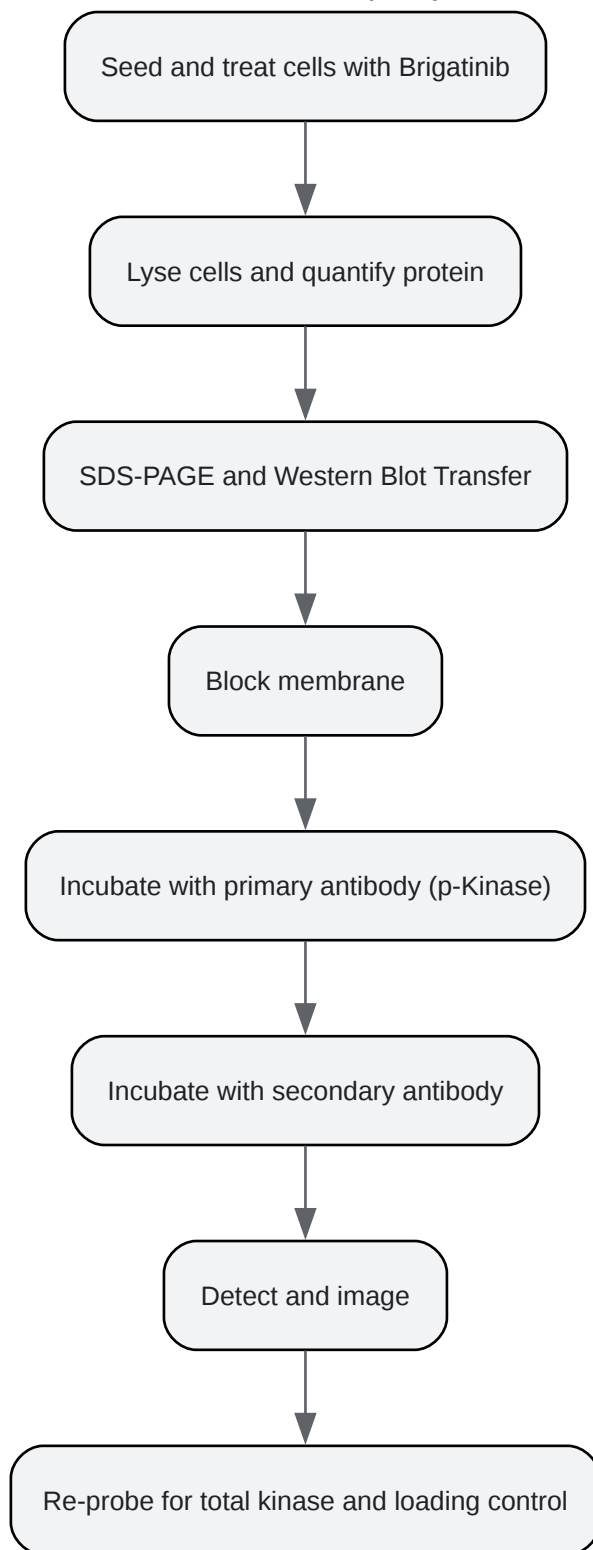 Seed and treat cells with Brigatinib
Lyse cells and quantify protein
SDS-PAGE and Western Blot Transfer
Block membrane
Incubate with primary antibody (p-Kinase)
Incubate with secondary antibody
Detect and image
Re-probe for total kinase and loading control